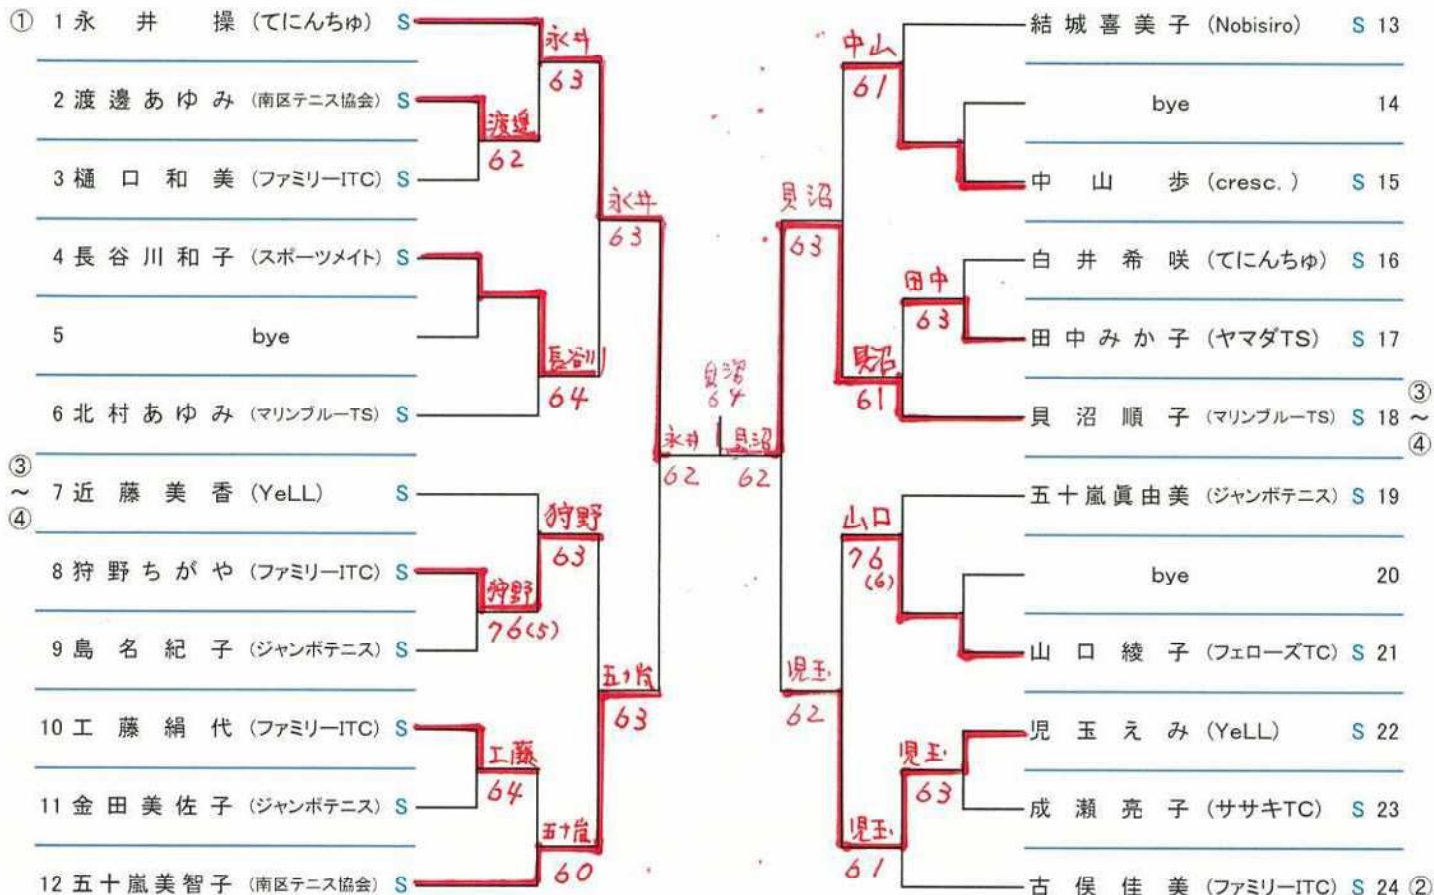 ① 1 永井 操 (てにんちゅ) S
2 渡邊あゆみ (南区テニス協会) S
3 樋口和美 (ファミリーITC) S
4 長谷川和子 (スポーツメイト) S
5 bye
6 北村あゆみ (マリンブルーTS) S
③
~
④
7 近藤美香 (YeLL) S
8 狩野ちがや (ファミリーITC) S
9 島名紀子 (ジャンボテニス) S
10 工藤絹代 (ファミリーITC) S
11 金田美佐子 (ジャンボテニス) S
12 五十嵐美智子 (南区テニス協会) S
渡邊
62
狩野
76(5)
工藤
64
永井
63
長谷川
64
狩野
63
五十嵐
60
永井
63
五十嵐
63
永井
62
貝沼
64
貝沼
62
貝沼
63
児玉
62
中山
61
貝沼
61
山口
76
(6)
児玉
61
田中
63
児玉
63
結城喜美子 (Nobisiro) S 13
bye 14
中山 歩 (cresc.) S 15
白井希咲 (てにんちゅ) S 16
田中みか子 (ヤマダTS) S 17
貝沼順子 (マリンブルーTS) S 18
③
~
④
五十嵐眞由美 (ジャンボテニス) S 19
bye 20
山口綾子 (フェローズTC) S 21
児玉えみ (YeLL) S 22
成瀬亮子 (ササキTC) S 23
古俣佳美 (ファミリーITC) S 24 ②